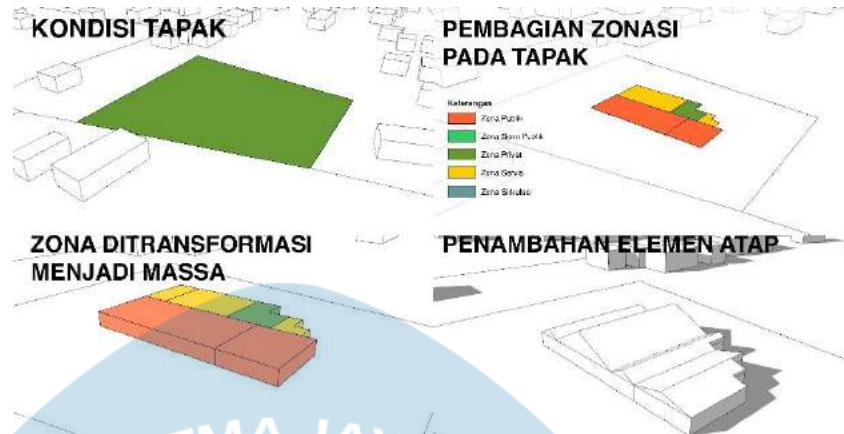 KONDISI TAPAK
PEMBAGIAN ZONASI
PADA TAPAK
Keterangan
Zona Publik
Zona Semi Publik
Zona Privat
Zona Servis
Zona Sirkulasi
ZONA DITRANSFORMASI
MENJADI MASSA
PENAMBAHAN ELEMEN ATAP